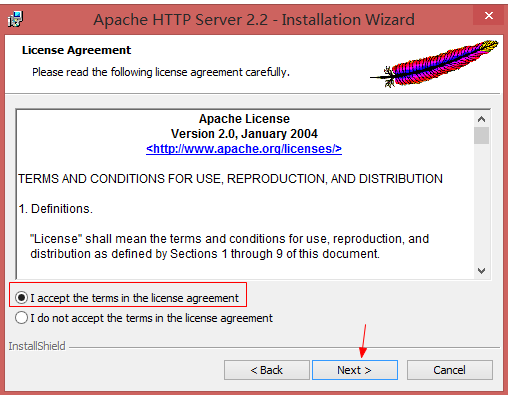 Apache HTTP Server 2.2 - Installation Wizard
License Agreement
Please read the following license agreement carefully.
Apache License
Version 2.0, January 2004
<http://www.apache.org/licenses/>
TERMS AND CONDITIONS FOR USE, REPRODUCTION, AND DISTRIBUTION
1. Definitions.
"License" shall mean the terms and conditions for use, reproduction, and
distribution as defined by Sections 1 through 9 of this document.
I accept the terms in the license agreement
I do not accept the terms in the license agreement
InstallShield
< Back
Next >
Cancel